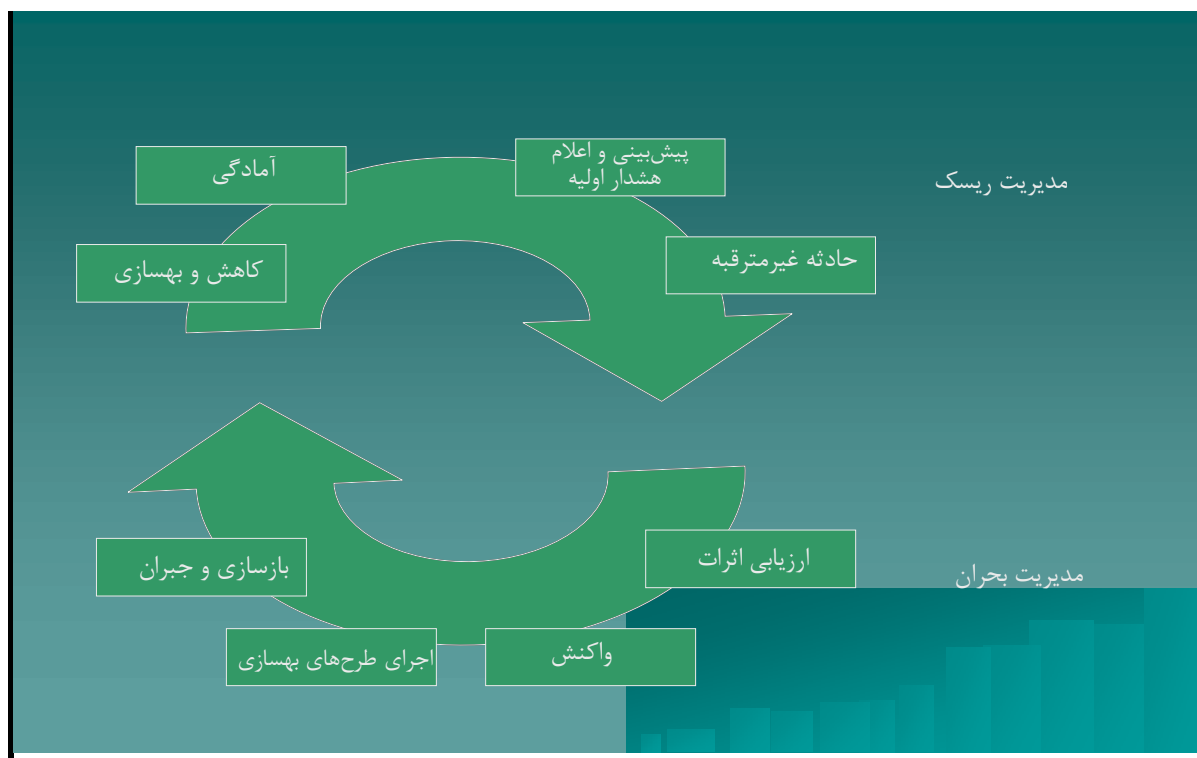 پیش‌بینی و اعلام
هشدار اولیه
آمادگی
مدیریت ریسک
حادثه غیرمترقبه
کاهش و بهسازی
ارزیابی اثرات
بازسازی و جبران
مدیریت بحران
واکنش
اجرای طرح‌های بهسازی